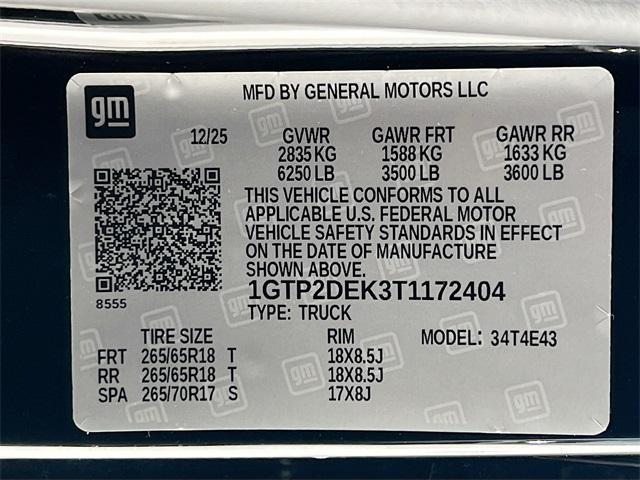 gm
MFD BY GENERAL MOTORS LLC
12/25 GVWR GAWR FRT GAWR RR
2835 KG 1588 KG 1633 KG
6250 LB 3500 LB 3600 LB
THIS VEHICLE CONFORMS TO ALL
APPLICABLE U.S. FEDERAL MOTOR
VEHICLE SAFETY STANDARDS IN EFFECT
ON THE DATE OF MANUFACTURE
SHOWN ABOVE.
8555
1GTP2DEK3T1172404
TYPE: TRUCK
TIRE SIZE RIM MODEL: 34T4E43
FRT 265/65R18 T 18X8.5J
RR 265/65R18 T 18X8.5J
SPA 265/70R17 S 17X8J